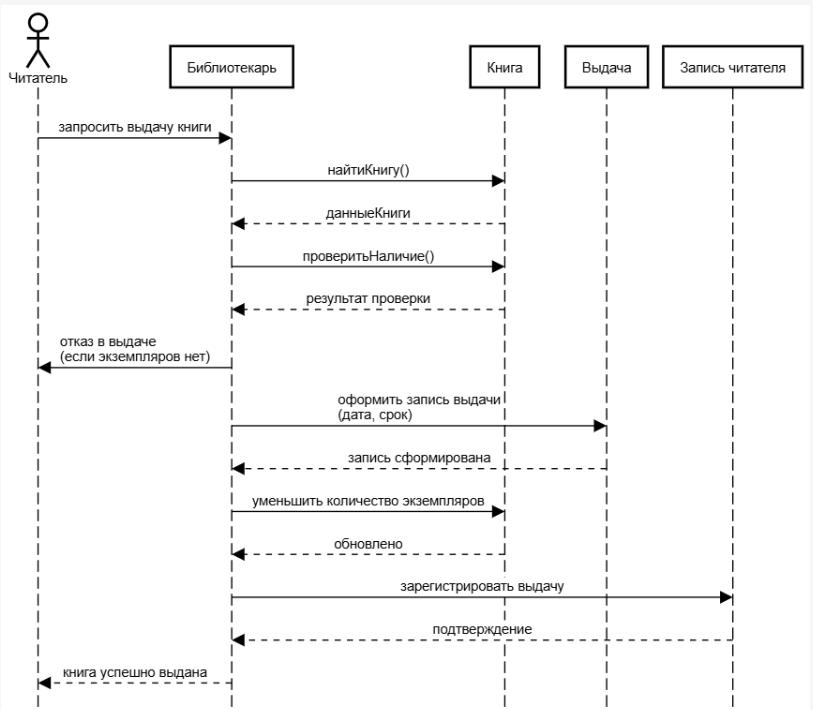 Читатель
Библиотекарь
Книга
Выдача
Запись читателя
запросить выдачу книги
найтиКнигу()
данныеКниги
проверитьНаличие()
результат проверки
отказ в выдаче
(если экземпляров нет)
оформить запись выдачи
(дата, срок)
запись сформирована
уменьшить количество экземпляров
обновлено
зарегистрировать выдачу
подтверждение
книга успешно выдана